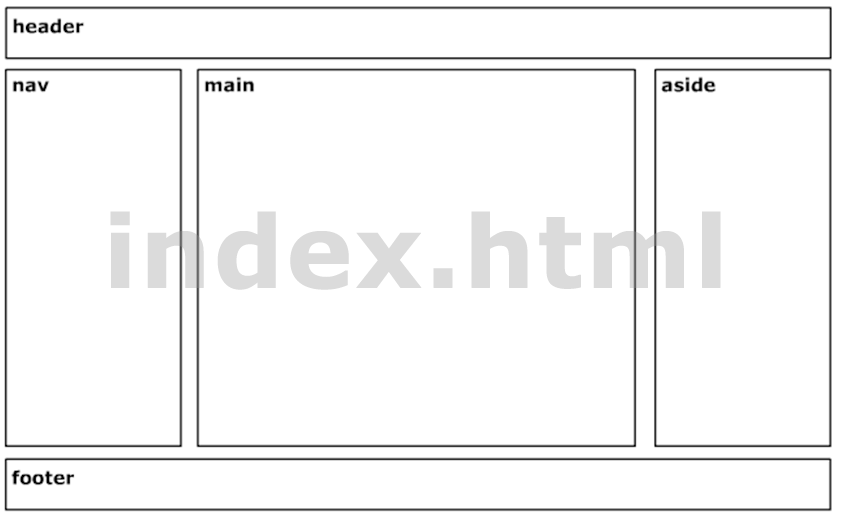 header
nav
main
aside
index.html
footer